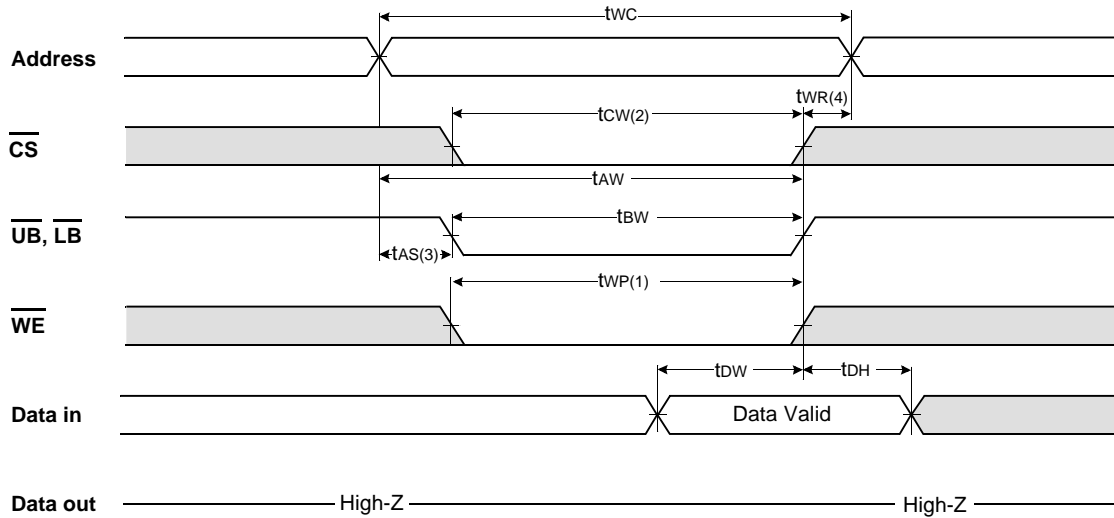 tWC
Address
tWR(4)
tCW(2)
CS
tAW
UB, LB
tBW
tAS(3)
tWP(1)
WE
tDW
tDH
Data in
Data Valid
Data out
High-Z
High-Z